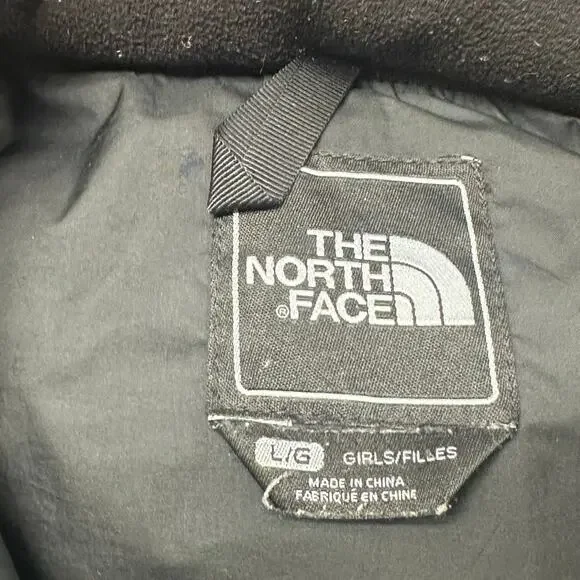 THE
NORTH
®FACE
L/G GIRLS/FILLES
MADE IN CHINA
FABRIQUÉ EN CHINE